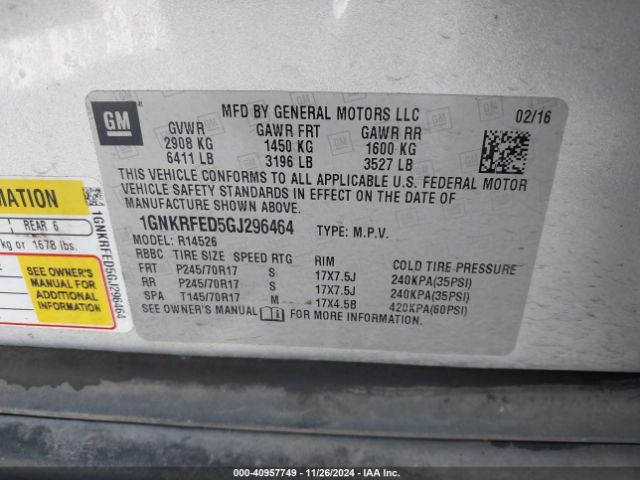 GM
MFD BY GENERAL MOTORS LLC 02/16
GVWR GAWR FRT GAWR RR
2908 KG 1450 KG 1600 KG
6411 LB 3196 LB 3527 LB
THIS VEHICLE CONFORMS TO ALL APPLICABLE U.S. FEDERAL MOTOR
VEHICLE SAFETY STANDARDS IN EFFECT ON THE DATE OF
MANUFACTURE SHOWN ABOVE.
1GNKRFED5GJ296464 TYPE: M.P.V.
MODEL: R14526
RBBC TIRE SIZE SPEED RTG RIM COLD TIRE PRESSURE
FRT P245/70R17 S 17X7.5J 240KPA(35PSI)
RR P245/70R17 S 17X7.5J 240KPA(35PSI)
SPA T145/70R17 M 17X4.5B 420KPA(60PSI)
SEE OWNER'S MANUAL i FOR MORE INFORMATION.
RMATION
REAR 6
kg or 1678 lbs.
SEE OWNER'S
MANUAL FOR
ADDITIONAL
INFORMATION
1GNKRFED5GJ296464
000-40957749 - 11/26/2024 - IAA Inc.